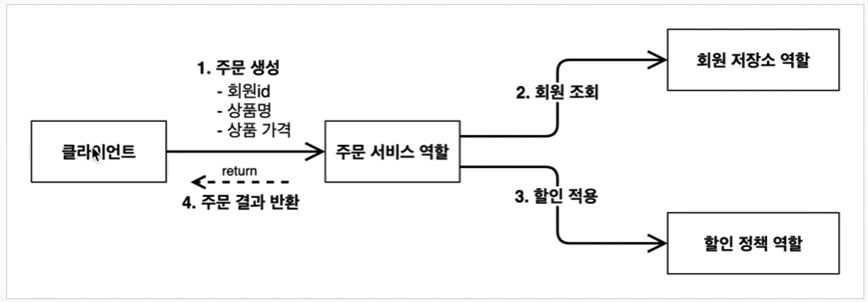 1. 주문 생성
- 회원id
- 상품명
- 상품 가격
클라이언트
주문 서비스 역할
return
4. 주문 결과 반환
2. 회원 조회
회원 저장소 역할
3. 할인 적용
할인 정책 역할